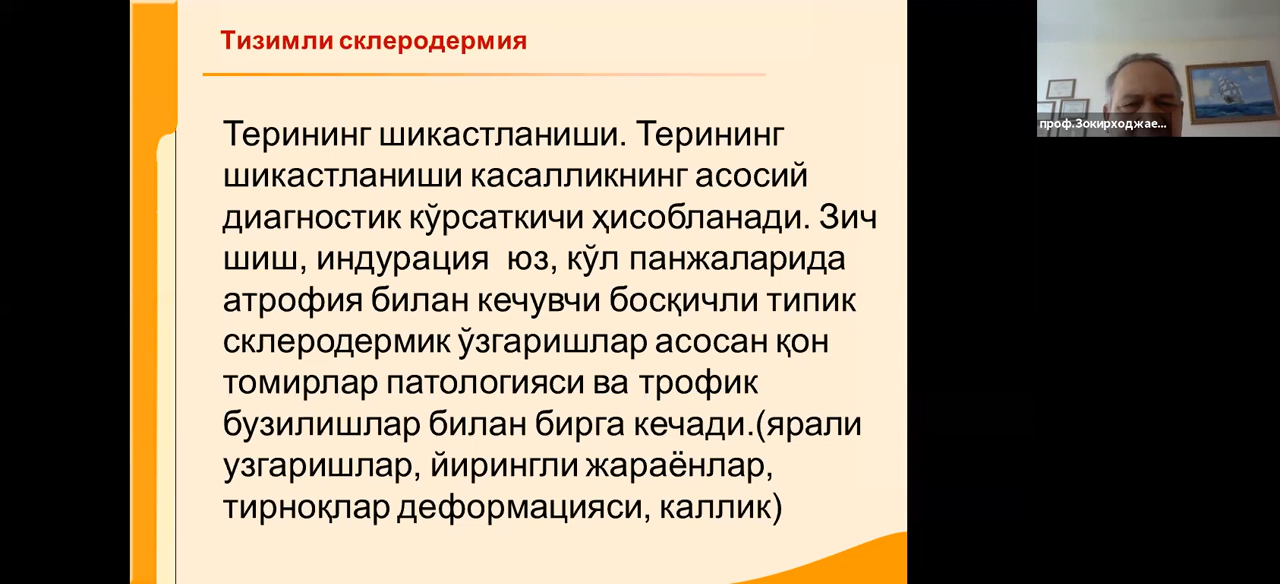 Тизимли склеродермия
Терининг шикастланиши. Терининг
шикастланиши касалликнинг асосий
диагностик кўрсаткичи ҳисобланади. Зич
шиш, индурация юз, кўл панжаларида
атрофия билан кечувчи босқичли типик
склеродермик ўзгаришлар асосан қон
томирлар патологияси ва трофик
бузилишлар билан бирга кечади.(ярали
узгаришлар, йирингли жараёнлар,
тирноқлар деформацияси, каллик)
проф.Зокирходжае...